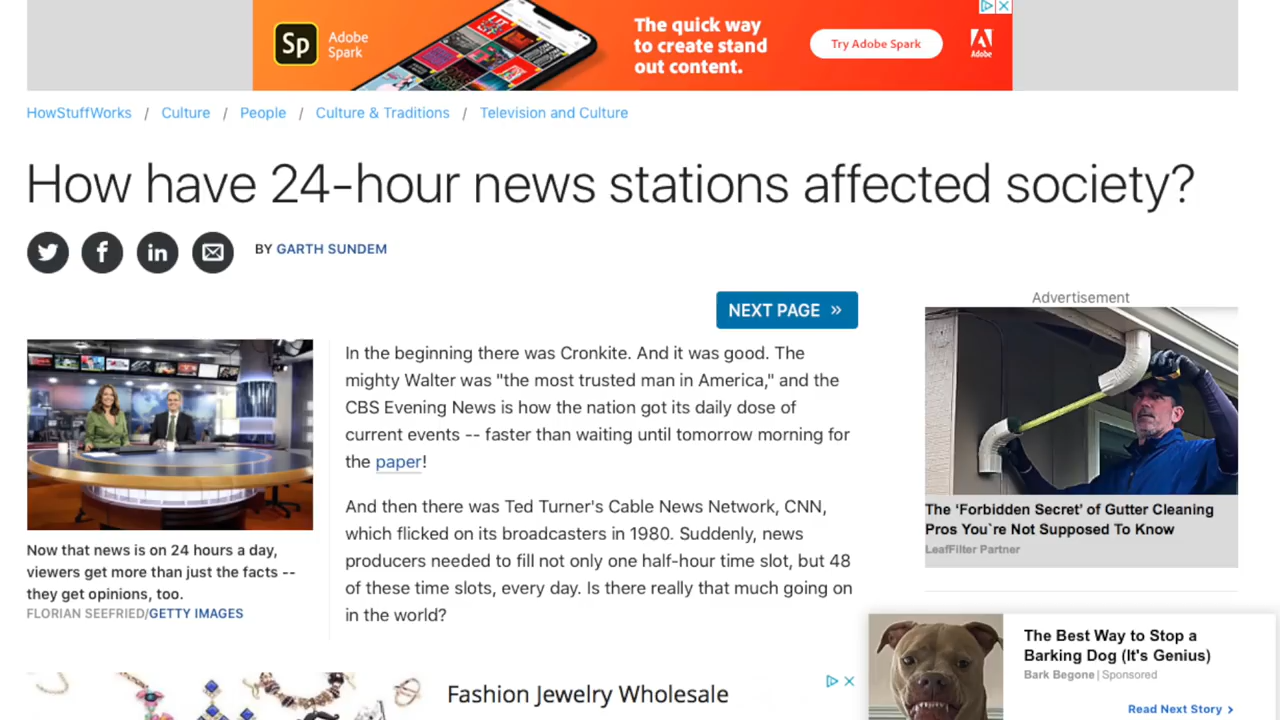 Sp
Adobe
Spark
The quick way
to create stand
out content.
Try Adobe Spark
Adobe
HowStuffWorks / Culture / People / Culture & Traditions / Television and Culture
How have 24-hour news stations affected society?
BY GARTH SUNDEM
NEXT PAGE »
Now that news is on 24 hours a day,
viewers get more than just the facts --
they get opinions, too.
FLORIAN SEEFRIED/GETTY IMAGES
In the beginning there was Cronkite. And it was good. The
mighty Walter was "the most trusted man in America," and the
CBS Evening News is how the nation got its daily dose of
current events -- faster than waiting until tomorrow morning for
the paper!
And then there was Ted Turner's Cable News Network, CNN,
which flicked on its broadcasters in 1980. Suddenly, news
producers needed to fill not only one half-hour time slot, but 48
of these time slots, every day. Is there really that much going on
in the world?
Advertisement
The ‘Forbidden Secret’ of Gutter Cleaning
Pros You`re Not Supposed To Know
LeafFilter Partner
Fashion Jewelry Wholesale
The Best Way to Stop a
Barking Dog (It's Genius)
Bark Begone | Sponsored
Read Next Story >